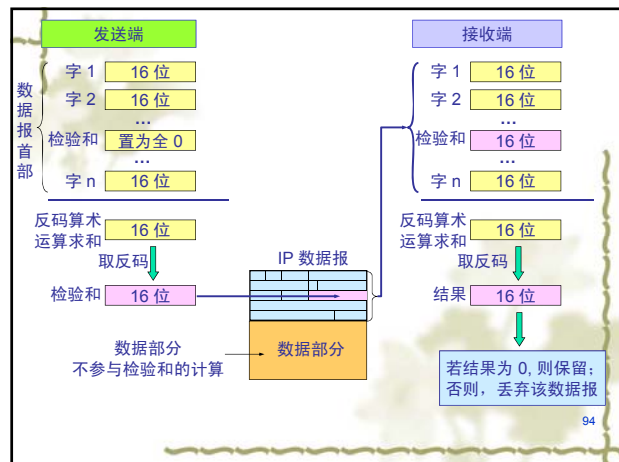 发送端
数据报首部
字 1 16 位
字 2 16 位
…
检验和 置为全 0
…
字 n 16 位
反码算术
运算求和 16 位
取反码
检验和 16 位
数据部分
不参与检验和的计算
IP 数据报
数据部分
接收端
字 1 16 位
字 2 16 位
…
检验和 16 位
…
字 n 16 位
反码算术
运算求和 16 位
取反码
结果 16 位
若结果为 0, 则保留;
否则，丢弃该数据报
94